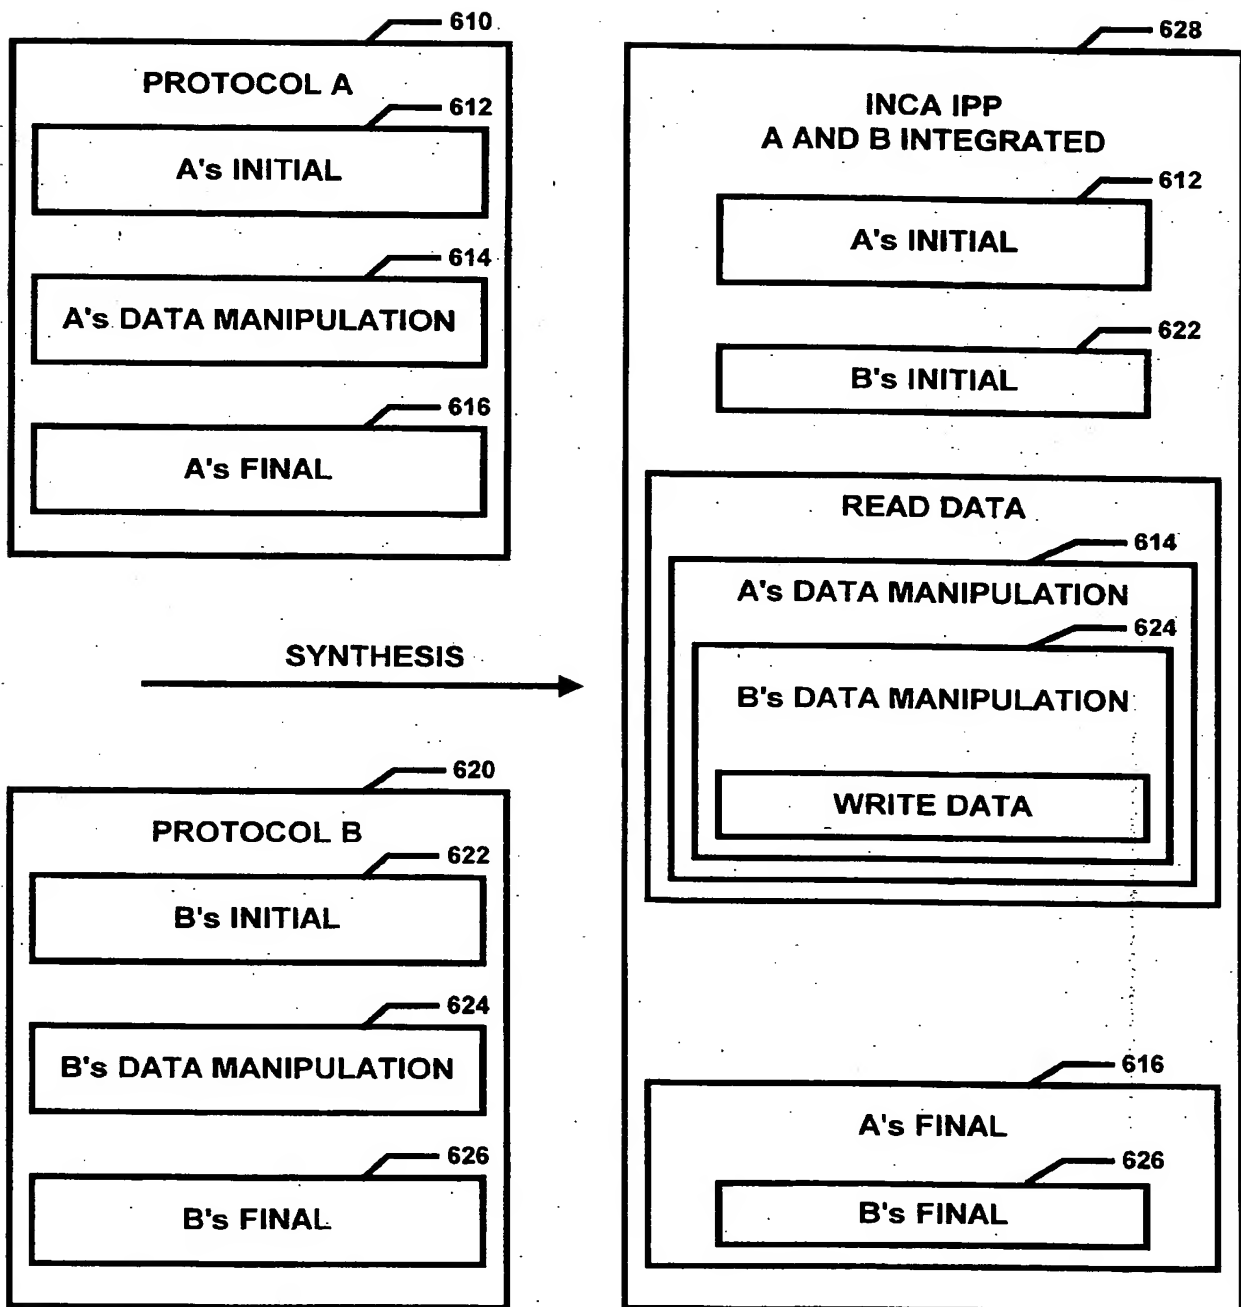 610
PROTOCOL A
612
A's INITIAL
614
A's DATA MANIPULATION
616
A's FINAL
SYNTHESIS
620
PROTOCOL B
622
B's INITIAL
624
B's DATA MANIPULATION
626
B's FINAL
628
INCA IPP
A AND B INTEGRATED
612
A's INITIAL
622
B's INITIAL
READ DATA
614
A's DATA MANIPULATION
624
B's DATA MANIPULATION
WRITE DATA
616
A's FINAL
626
B's FINAL